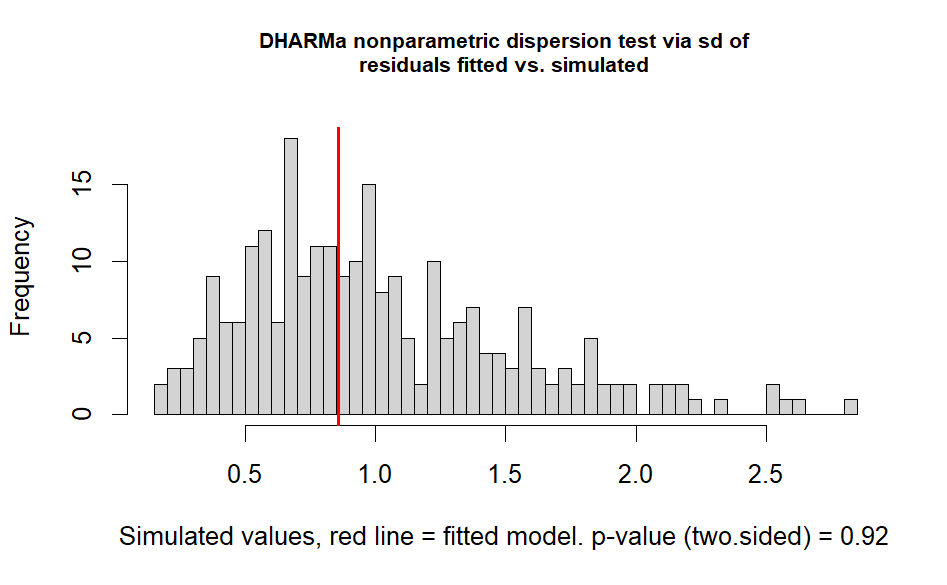 DHARMa nonparametric dispersion test via sd of
residuals fitted vs. simulated
Frequency
15
10
5
0
0.5 1.0 1.5 2.0 2.5
Simulated values, red line = fitted model. p-value (two.sided) = 0.92